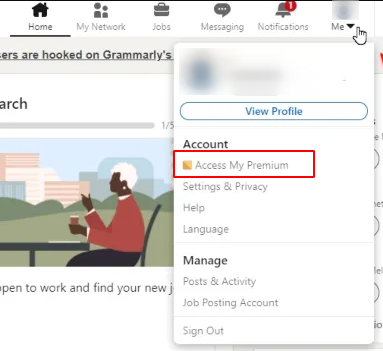 1
Home My Network Jobs Messaging Notifications Me
sers are hooked on Grammarly's
View Profile
arch
1/5
Account
Access My Premium
Settings & Privacy
Help
Language
Manage
Posts & Activity
open to work and find your new j
Job Posting Account
Sign Out